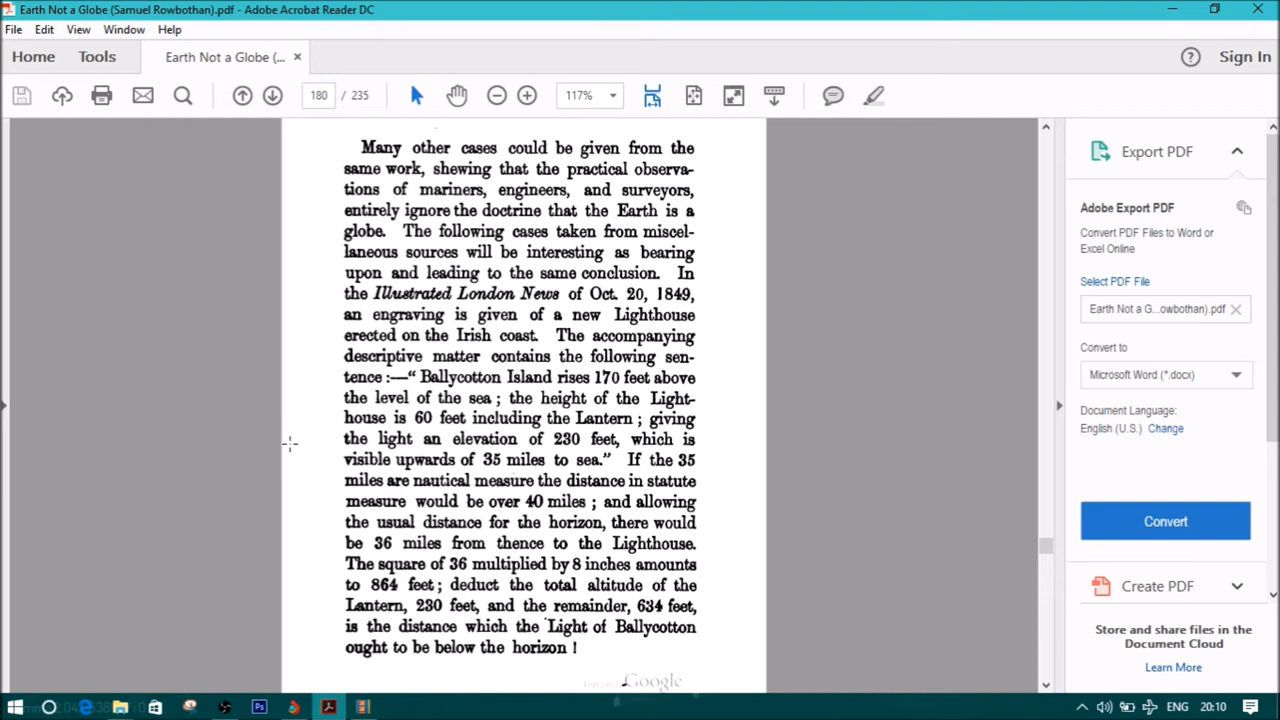 Earth Not a Globe (Samuel Rowbothan).pdf - Adobe Acrobat Reader DC
File Edit View Window Help
Home Tools Earth Not a Globe (... × Sign In
180 / 235 117%
Many other cases could be given from the
same work, shewing that the practical observa-
tions of mariners, engineers, and surveyors,
entirely ignore the doctrine that the Earth is a
globe. The following cases taken from miscel-
laneous sources will be interesting as bearing
upon and leading to the same conclusion. In
the Illustrated London News of Oct. 20, 1849,
an engraving is given of a new Lighthouse
erected on the Irish coast. The accompanying
descriptive matter contains the following sen-
tence :—“ Ballycotton Island rises 170 feet above
the level of the sea ; the height of the Light-
house is 60 feet including the Lantern ; giving
the light an elevation of 230 feet, which is
visible upwards of 35 miles to sea.” If the 35
miles are nautical measure the distance in statute
measure would be over 40 miles ; and allowing
the usual distance for the horizon, there would
be 36 miles from thence to the Lighthouse.
The square of 36 multiplied by 8 inches amounts
to 864 feet ; deduct the total altitude of the
Lantern, 230 feet, and the remainder, 634 feet,
is the distance which the Light of Ballycotton
ought to be below the horizon !
Google
Export PDF
Adobe Export PDF
Convert PDF Files to Word or
Excel Online
Select PDF File
Earth Not a G...owbothan).pdf
Convert to
Microsoft Word (*.docx)
Document Language:
English (U.S.) Change
Convert
Create PDF
Store and share files in the
Document Cloud
Learn More
ENG 20:10